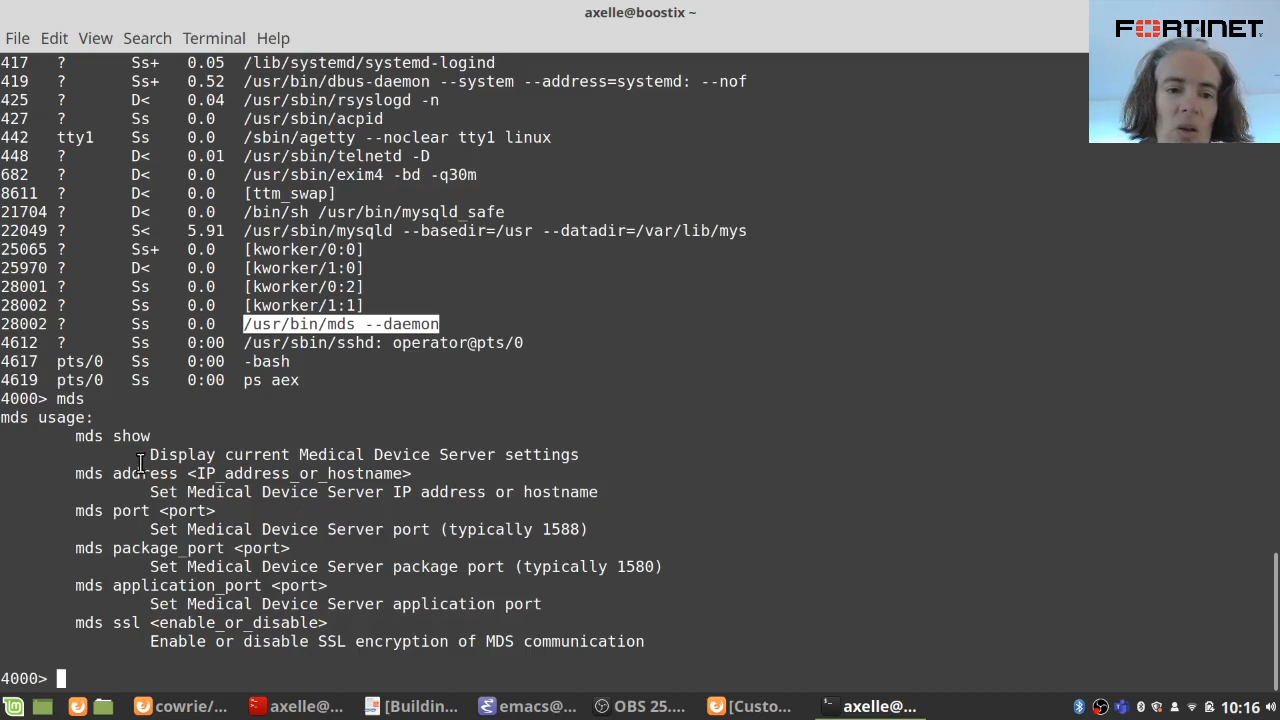 axelle@boostix ~
FORTINET
File Edit View Search Terminal Help
417 ? Ss+ 0.05 /lib/systemd/systemd-logind
419 ? Ss+ 0.52 /usr/bin/dbus-daemon --system --address=systemd: --nof
425 ? D< 0.04 /usr/sbin/rsyslogd -n
427 ? Ss 0.0 /usr/sbin/acpid
442 tty1 Ss 0.0 /sbin/agetty --noclear tty1 linux
448 ? D< 0.01 /usr/sbin/telnetd -D
682 ? D< 0.0 /usr/sbin/exim4 -bd -q30m
8611 ? D< 0.0 [ttm_swap]
21704 ? D< 0.0 /bin/sh /usr/bin/mysqld_safe
22049 ? S< 5.91 /usr/sbin/mysqld --basedir=/usr --datadir=/var/lib/mys
25065 ? Ss+ 0.0 [kworker/0:0]
25970 ? D< 0.0 [kworker/1:0]
28001 ? Ss 0.0 [kworker/0:2]
28002 ? Ss 0.0 [kworker/1:1]
28002 ? Ss 0.0 /usr/bin/mds --daemon
4612 ? Ss 0:00 /usr/sbin/sshd: operator@pts/0
4617 pts/0 Ss 0:00 -bash
4619 pts/0 Ss 0:00 ps aex
4000> mds
mds usage:
mds show
Display current Medical Device Server settings
mds address <IP_address_or_hostname>
Set Medical Device Server IP address or hostname
mds port <port>
Set Medical Device Server port (typically 1588)
mds package_port <port>
Set Medical Device Server package port (typically 1580)
mds application_port <port>
Set Medical Device Server application port
mds ssl <enable_or_disable>
Enable or disable SSL encryption of MDS communication
4000>
cowrie/... axelle@... [Buildin... emacs@... OBS 25.... [Custo... axelle@... 10:16